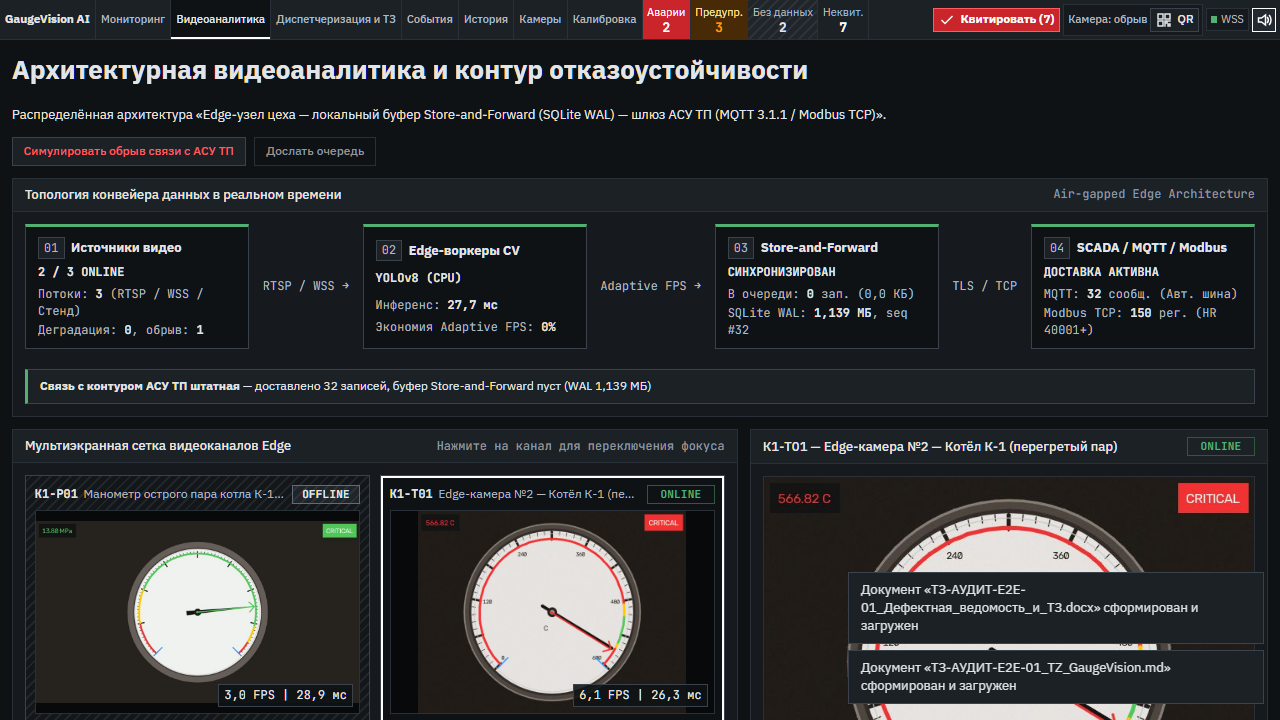 GaugeVision AI
Мониторинг
Видеоаналитика
Диспетчеризация и ТЗ
События
История
Камеры
Калибровка
Аварии
2
Предупр.
3
Без данных
2
Неквит.
7
Квитировать (7)
Камера: обрыв
QR
WSS
Архитектурная видеоаналитика и контур отказоустойчивости
Распределённая архитектура «Edge-узел цеха — локальный буфер Store-and-Forward (SQLite WAL) — шлюз АСУ ТП (MQTT 3.1.1 / Modbus TCP)».
Симулировать обрыв связи с АСУ ТП
Дослать очередь
Топология конвейера данных в реальном времени
Air-gapped Edge Architecture
01 Источники видео
2 / 3 ONLINE
Потоки: 3 (RTSP / WSS /
Стенд)
Деградация: 0, обрыв: 1
RTSP / WSS →
02 Edge-воркеры CV
YOLOv8 (CPU)
Инференс: 27,7 мс
Экономия Adaptive FPS: 0%
Adaptive FPS →
03 Store-and-Forward
СИНХРОНИЗИРОВАН
В очереди: 0 зап. (0,0 КБ)
SQLite WAL: 1,139 МБ, seq
#32
TLS / TCP
04 SCADA / MQTT / Modbus
ДОСТАВКА АКТИВНА
MQTT: 32 сообщ. (Авт. шина)
Modbus TCP: 150 рег. (HR
40001+)
Связь с контуром АСУ ТП штатная — доставлено 32 записей, буфер Store-and-Forward пуст (WAL 1,139 МБ)
Мультиэкранная сетка видеоканалов Edge
Нажмите на канал для переключения фокуса
K1-P01 Манометр острого пара котла К-1...
OFFLINE
13.80 MPa
CRITICAL
3,0 FPS | 28,9 мс
K1-T01 Edge-камера №2 — Котёл К-1 (пе...
ONLINE
566.82 C
CRITICAL
240
360
120
480
C
0
600
6,1 FPS | 26,3 мс
K1-T01 — Edge-камера №2 — Котёл К-1 (перегретый пар)
ONLINE
566.82 C
CRITICAL
240
360
Документ «ТЗ-АУДИТ-E2E-
01_Дефектная_ведомость_и_ТЗ.docx» сформирован и
загружен
Документ «ТЗ-АУДИТ-E2E-01_TZ_GaugeVision.md»
сформирован и загружен